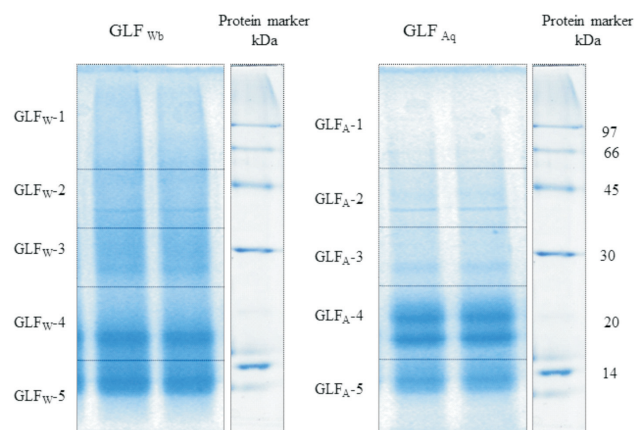 GLF Wb
Protein marker
kDa
GLFW-1
GLFW-2
GLFW-3
GLFW-4
GLFW-5
GLF Aq
Protein marker
kDa
GLFA-1
GLFA-2
GLFA-3
GLFA-4
GLFA-5
97
66
45
30
20
14